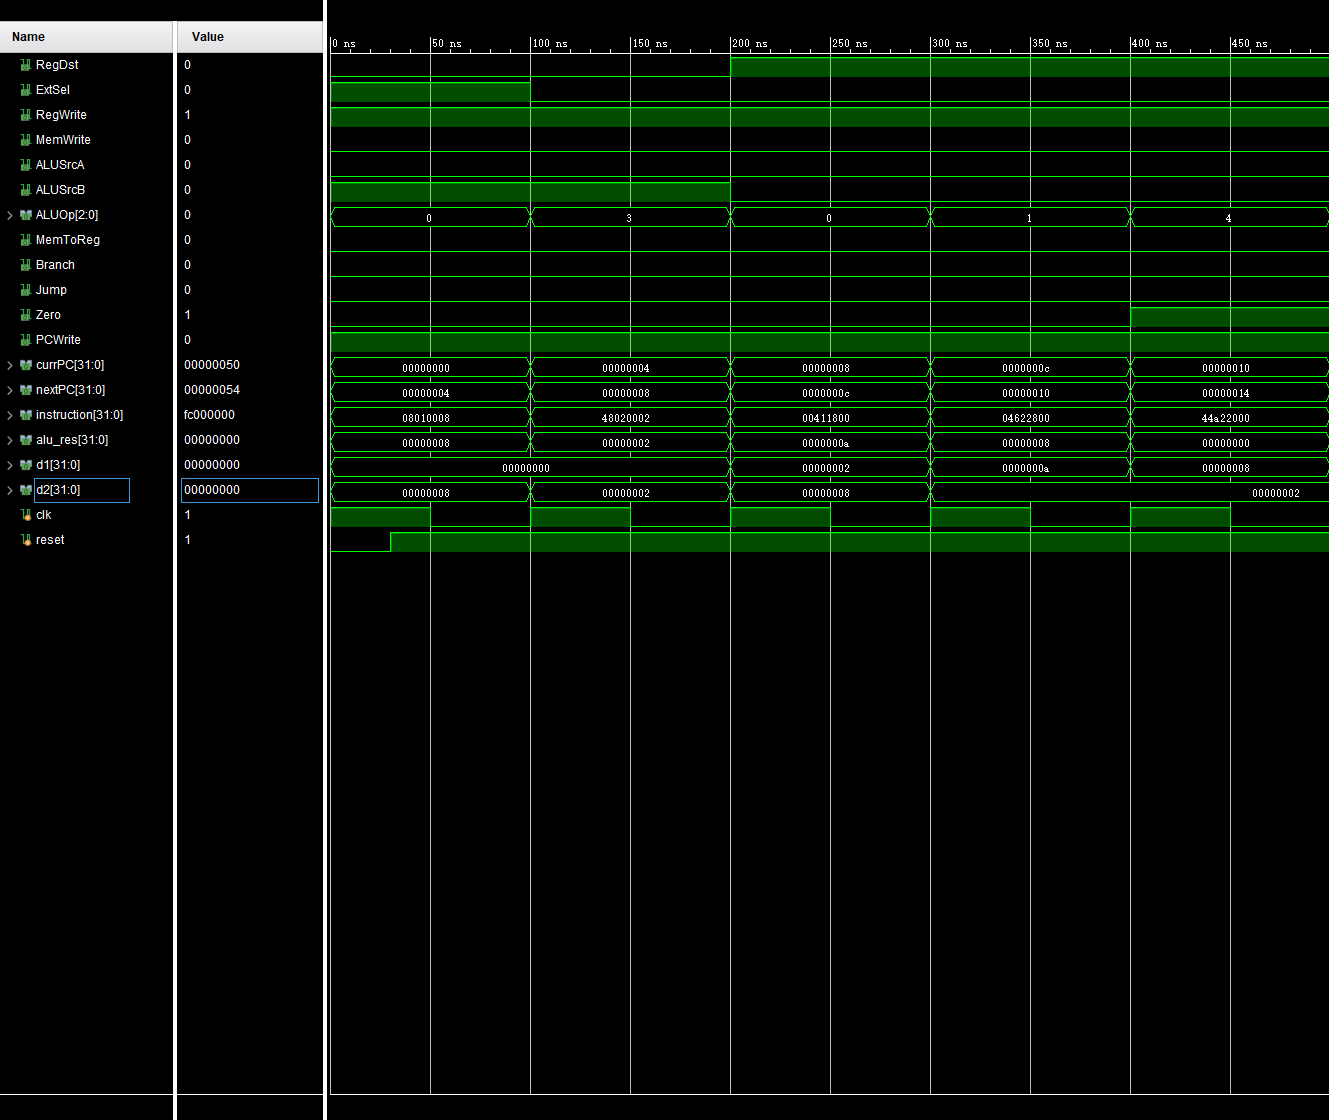 Name Value
0 ns 50 ns 100 ns 150 ns 200 ns 250 ns 300 ns 350 ns 400 ns 450 ns
RegDst 0
ExtSel 0
RegWrite 1
MemWrite 0
ALUSrcA 0
ALUSrcB 0
ALUOp[2:0] 0 0 3 0 1 4
MemToReg 0
Branch 0
Jump 0
Zero 1
PCWrite 0
currPC[31:0] 00000050 00000000 00000004 00000008 0000000c 00000010
nextPC[31:0] 00000054 00000004 00000008 0000000c 00000010 00000014
instruction[31:0] fc000000 08010008 48020002 00411800 04622800 44a22000
alu_res[31:0] 00000000 00000008 00000002 0000000a 00000008 00000000
d1[31:0] 00000000 00000000 00000002 0000000a 00000008
d2[31:0] 00000000 00000008 00000002 00000008 00000002
clk 1
reset 1